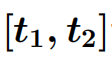 [t₁, t₂]